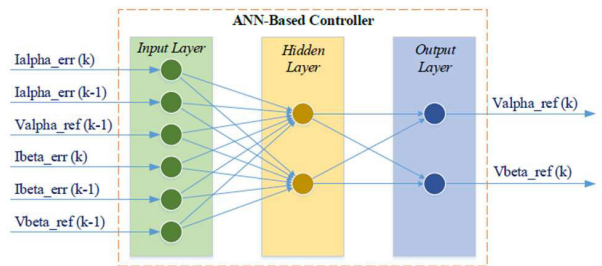 ANN-Based Controller
Input Layer
Hidden
Layer
Output
Layer
Ialpha_err (k)
Ialpha_err (k-1)
Valpha_ref (k-1)
Ibeta_err (k)
Ibeta_err (k-1)
Vbeta_ref (k-1)
Valpha_ref (k)
Vbeta_ref (k)